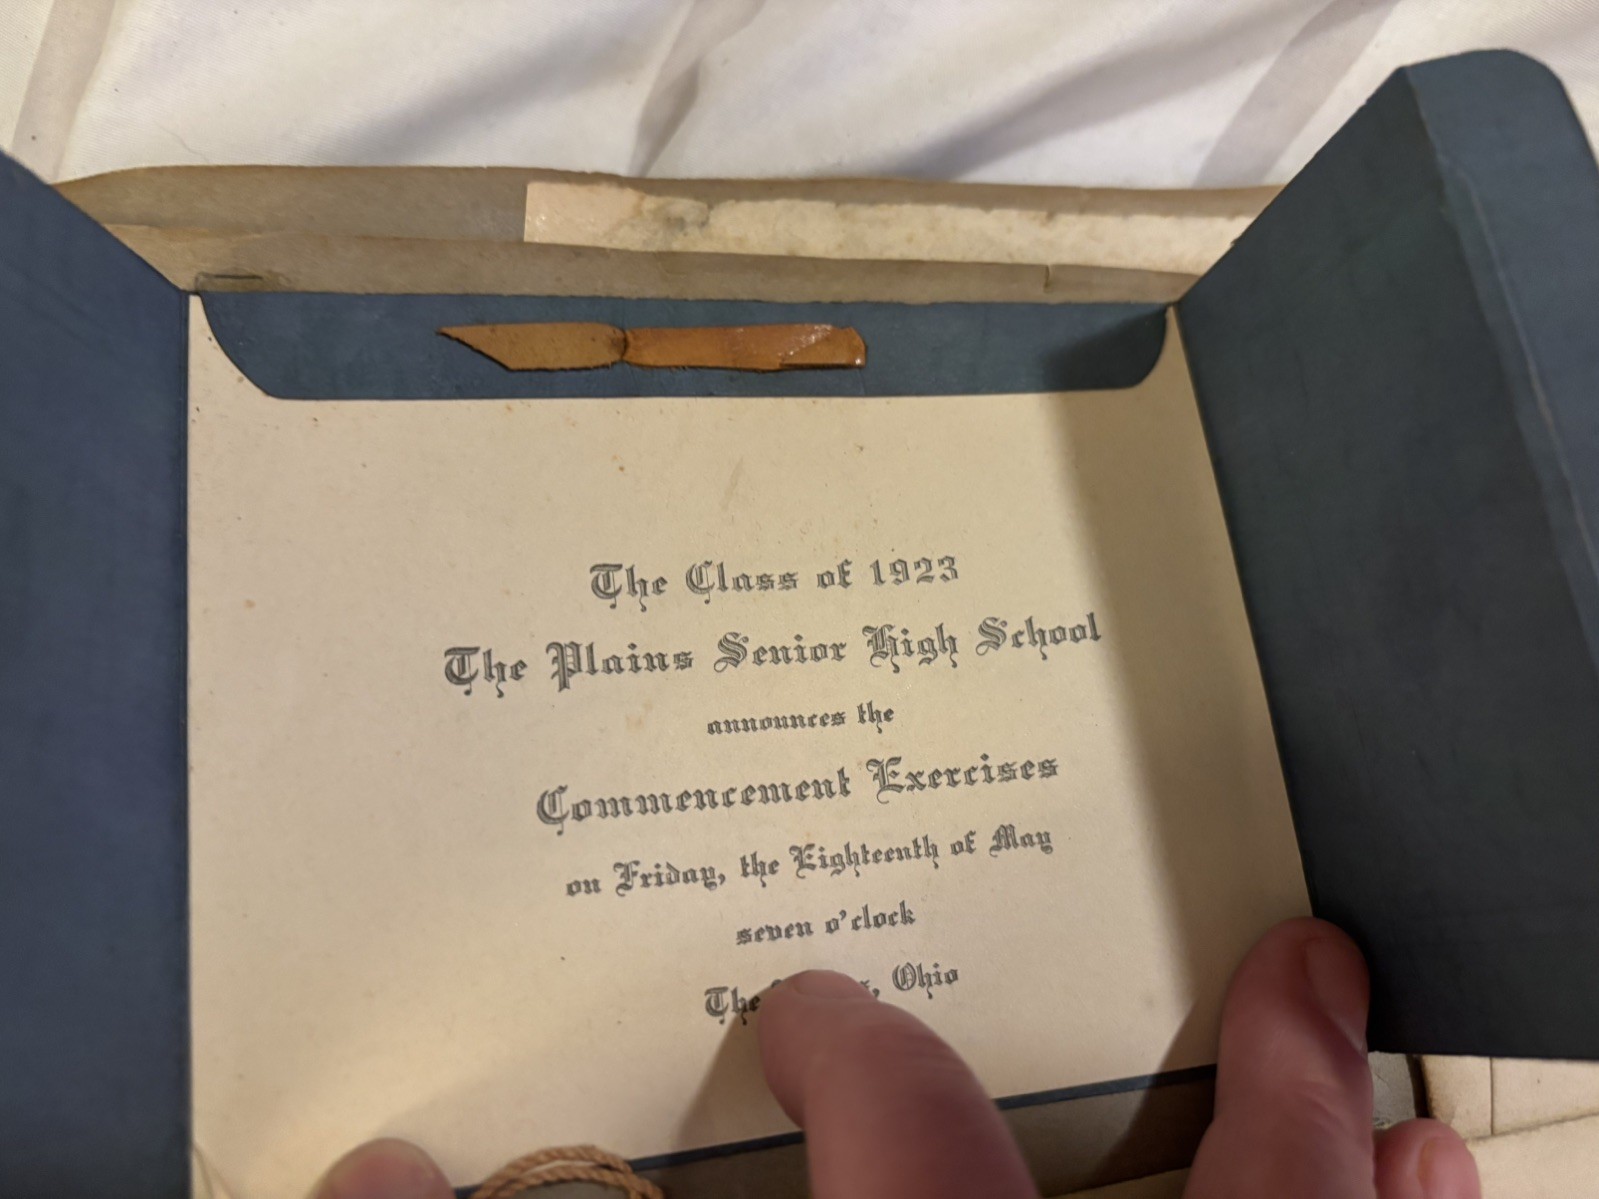 The Class of 1923
The Plains Senior High School
announces the
Commencement Exercises
on Friday, the Eighteenth of May
seven o'clock
The Ohio